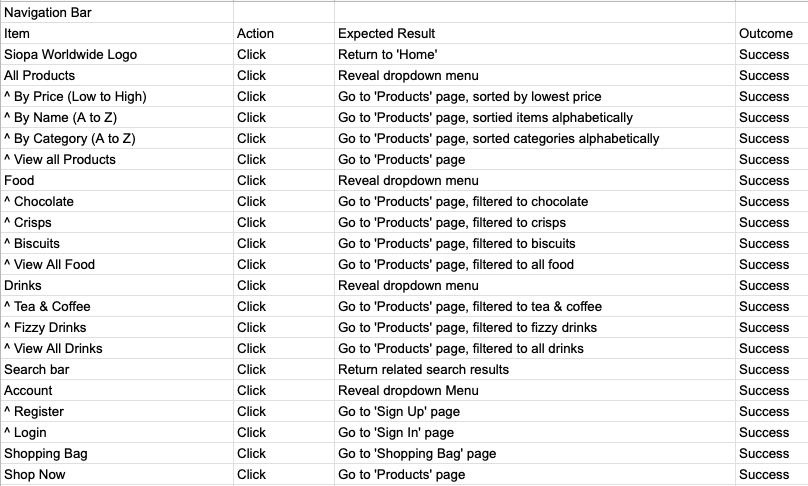 Navigation Bar
Item Action Expected Result Outcome
Siopa Worldwide Logo Click Return to 'Home' Success
All Products Click Reveal dropdown menu Success
^ By Price (Low to High) Click Go to 'Products' page, sorted by lowest price Success
^ By Name (A to Z) Click Go to 'Products' page, sortied items alphabetically Success
^ By Category (A to Z) Click Go to 'Products' page, sorted categories alphabetically Success
^ View all Products Click Go to 'Products' page Success
Food Click Reveal dropdown menu Success
^ Chocolate Click Go to 'Products' page, filtered to chocolate Success
^ Crisps Click Go to 'Products' page, filtered to crisps Success
^ Biscuits Click Go to 'Products' page, filtered to biscuits Success
^ View All Food Click Go to 'Products' page, filtered to all food Success
Drinks Click Reveal dropdown menu Success
^ Tea & Coffee Click Go to 'Products' page, filtered to tea & coffee Success
^ Fizzy Drinks Click Go to 'Products' page, filtered to fizzy drinks Success
^ View All Drinks Click Go to 'Products' page, filtered to all drinks Success
Search bar Click Return related search results Success
Account Click Reveal dropdown Menu Success
^ Register Click Go to 'Sign Up' page Success
^ Login Click Go to 'Sign In' page Success
Shopping Bag Click Go to 'Shopping Bag' page Success
Shop Now Click Go to 'Products' page Success